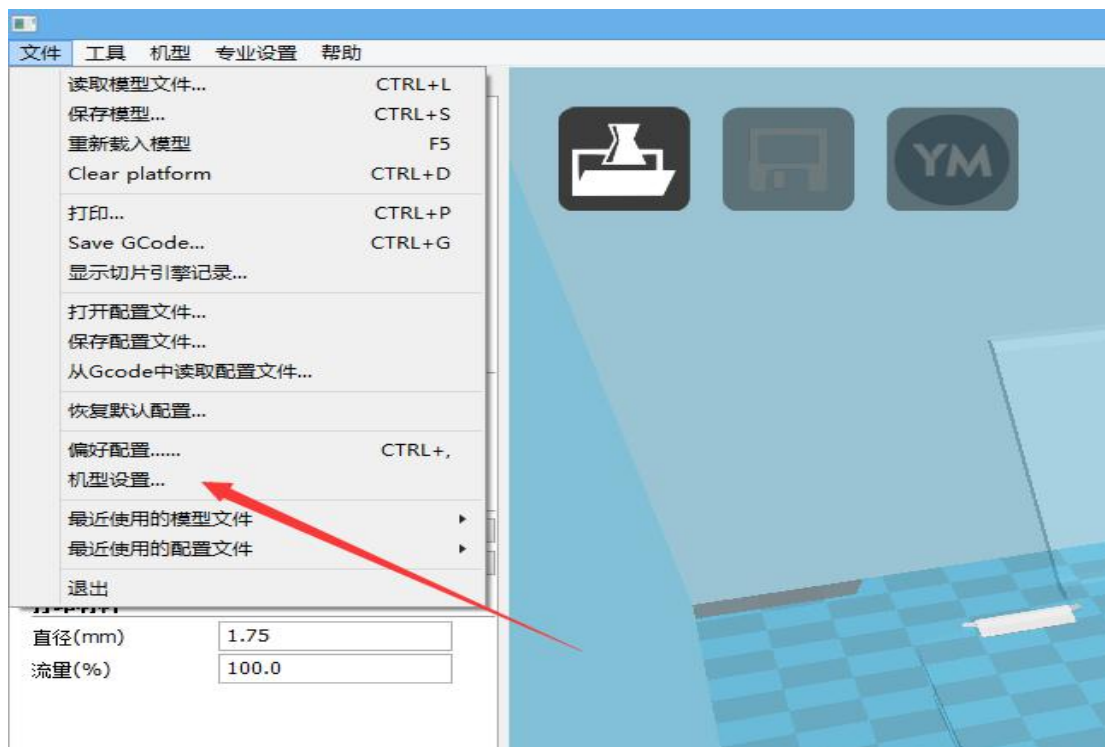 文件 工具 机型 专业设置 帮助
读取模型文件... CTRL+L
保存模型... CTRL+S
重新载入模型 F5
Clear platform CTRL+D
打印... CTRL+P
Save GCode... CTRL+G
显示切片引擎记录...
打开配置文件...
保存配置文件...
从Gcode中读取配置文件...
恢复默认配置...
偏好配置...... CTRL+,
机型设置...
最近使用的模型文件
最近使用的配置文件
退出
直径(mm) 1.75
流量(%) 100.0
YM